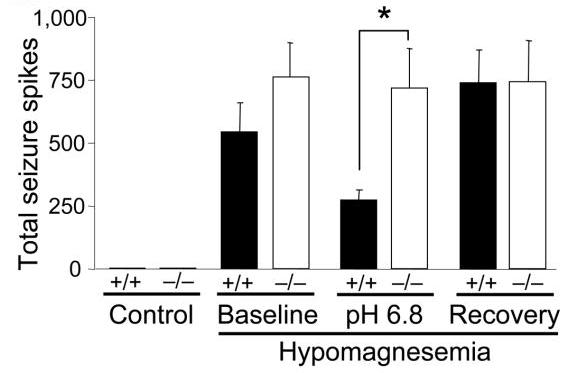 Total seizure spikes
1,000
750
500
250
0
*
+/+ –/– +/+ –/– +/+ –/– +/+ –/–
Control Baseline pH 6.8 Recovery
Hypomagnesemia